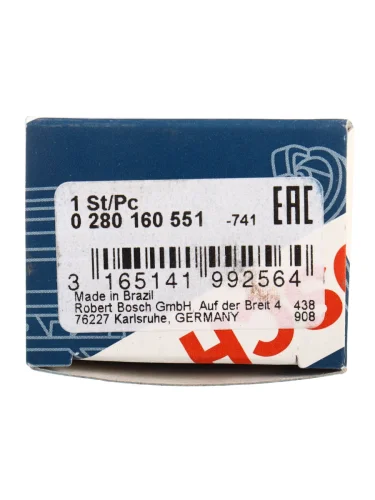 1 St/Pc
0 280 160 551 -741 EAC
3 165141 992564
Made in Brazil
Robert Bosch GmbH, Auf der Breit 4 438
76227 Karlsruhe, GERMANY 908
SCH